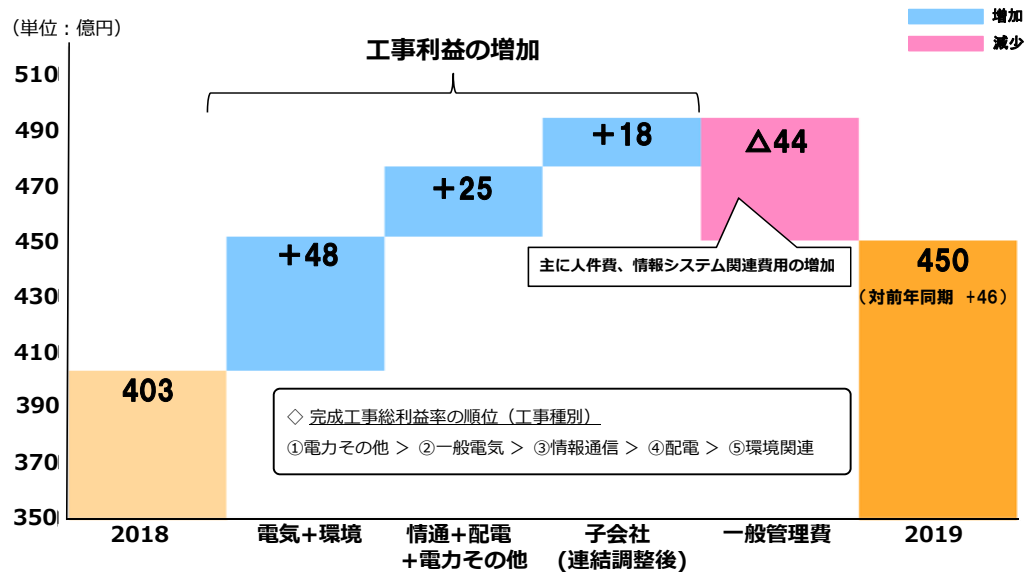 （単位：億円）
増加
減少
工事利益の増加
510
490
470
450
430
410
390
370
350
403
＋48
＋25
＋18
△44
主に人件費、情報システム関連費用の増加
450
（対前年同期 +46）
◇ 完成工事総利益率の順位（工事種別）
①電力その他 ＞ ②一般電気 ＞ ③情報通信 ＞ ④配電 ＞ ⑤環境関連
2018
電気＋環境
情通＋配電
＋電力その他
子会社
(連結調整後)
一般管理費
2019